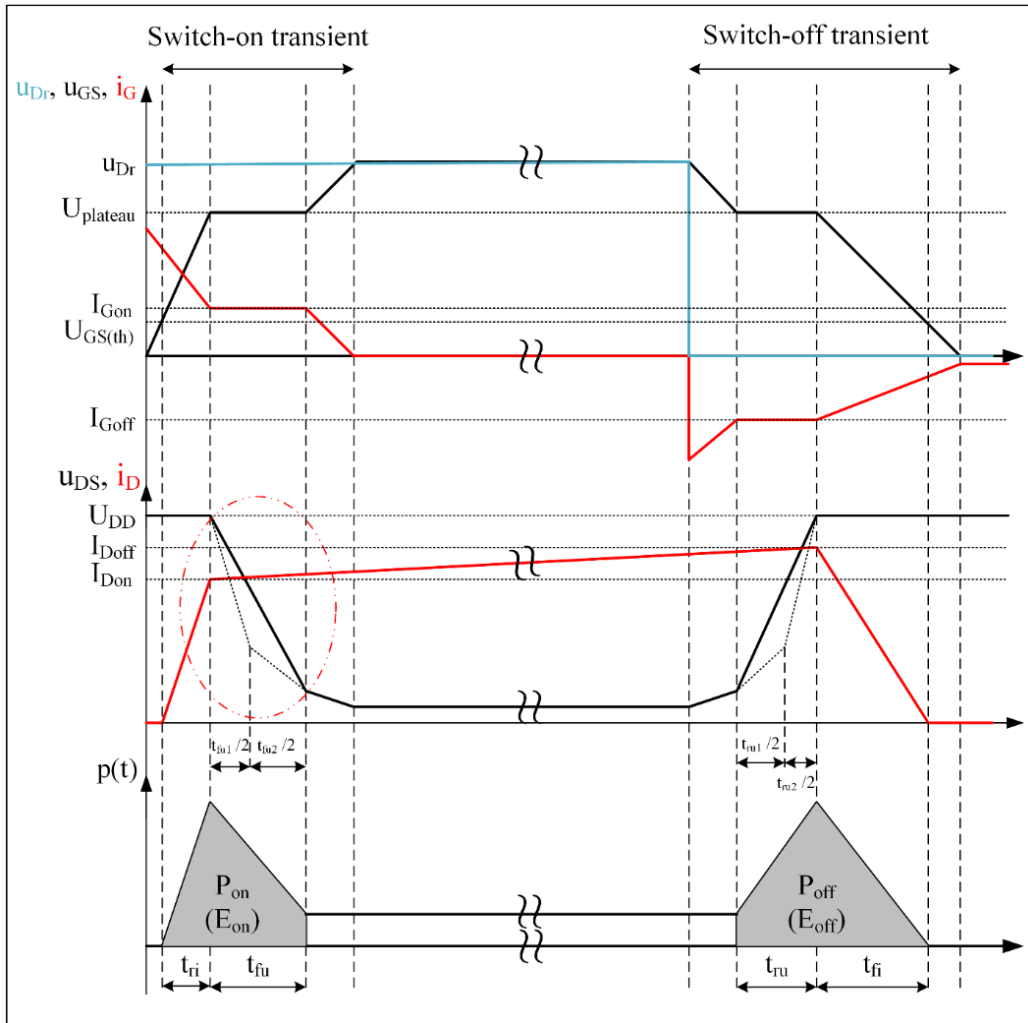 Switch-on transient
Switch-off transient
uDr, uGS, iG
uDr
Uplateau
IGon
UGS(th)
IGoff
uDS, iD
UDD
IDoff
IDon
tfu1 /2
tfu2 /2
tru1 /2
tru2 /2
p(t)
Pon
(Eon)
Poff
(Eoff)
tri
tfu
tru
tfi